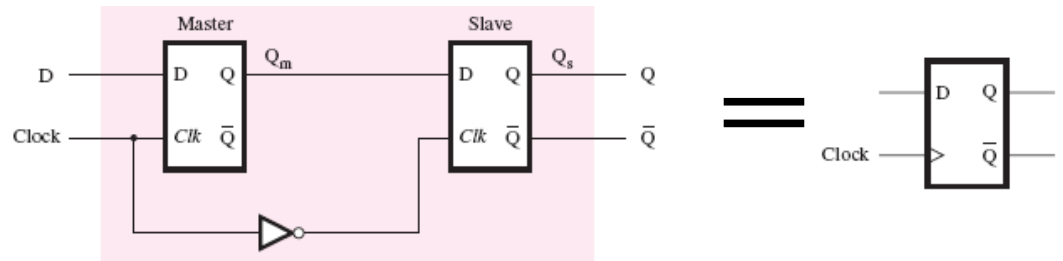 Master Slave
D D Q Qm D Q Qs Q
Clock Clk Q̅ Clk Q̅ Q̅
D Q
Clock Q̅